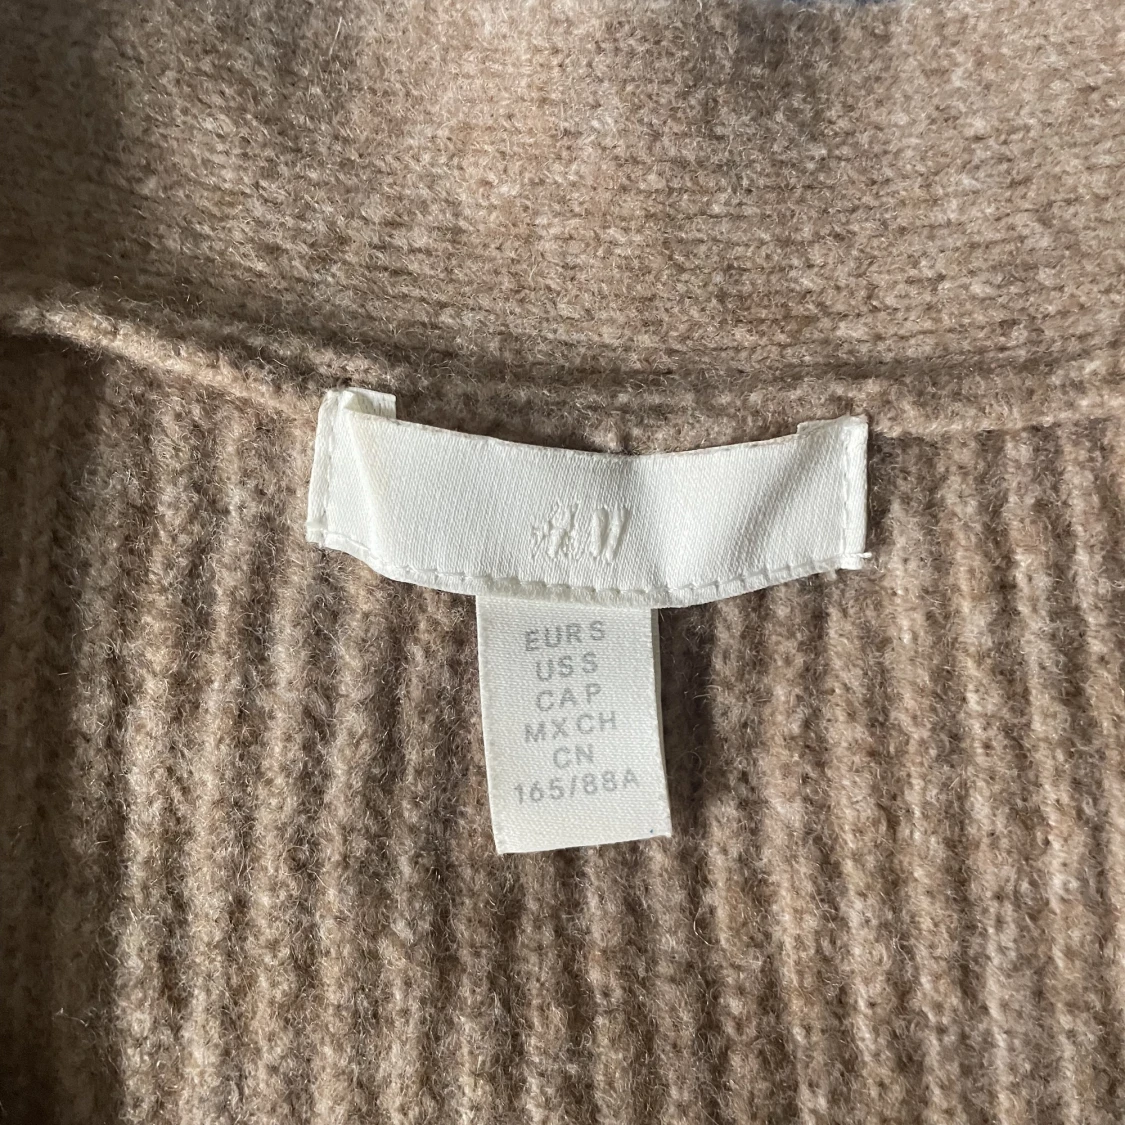 H&M
EUR S
US S
CA P
MX CH
CN
165/88A